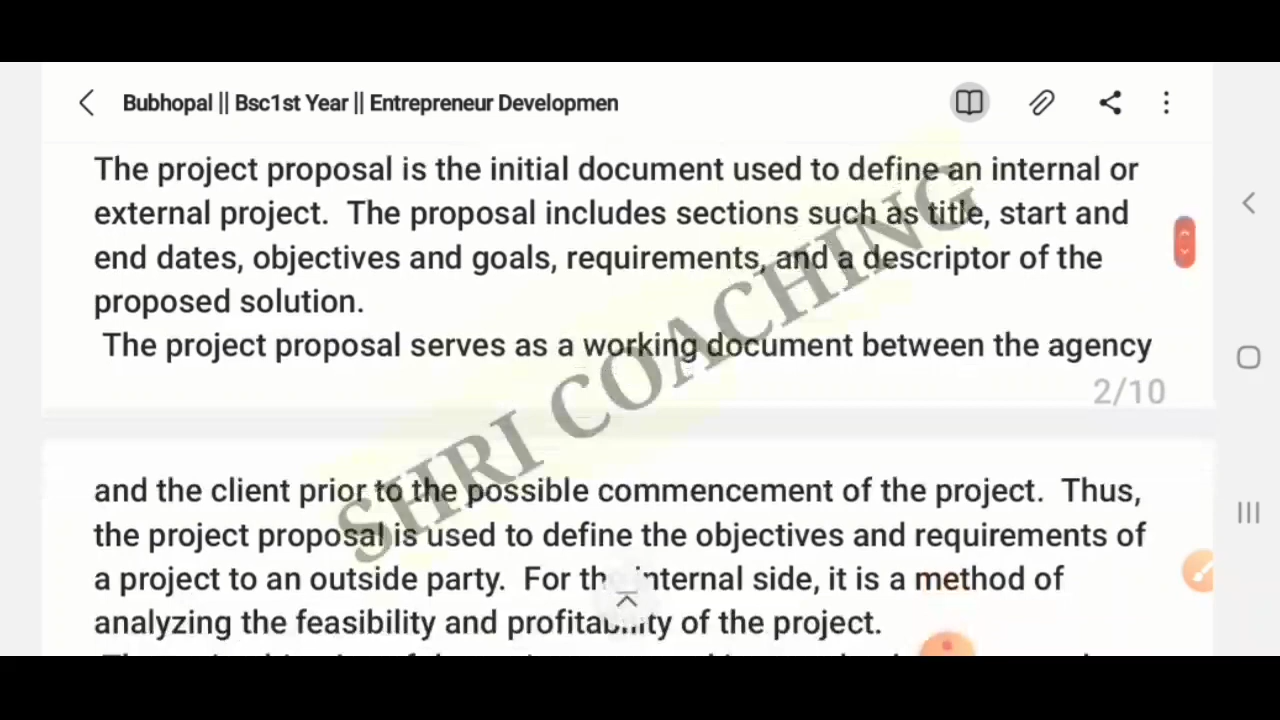 Bubhopal || Bsc1st Year || Entrepreneur Developmen
The project proposal is the initial document used to define an internal or
external project. The proposal includes sections such as title, start and
end dates, objectives and goals, requirements, and a descriptor of the
proposed solution.
The project proposal serves as a working document between the agency
2/10
SHRI COACHING
and the client prior to the possible commencement of the project. Thus,
the project proposal is used to define the objectives and requirements of
a project to an outside party. For the internal side, it is a method of
analyzing the feasibility and profitability of the project.